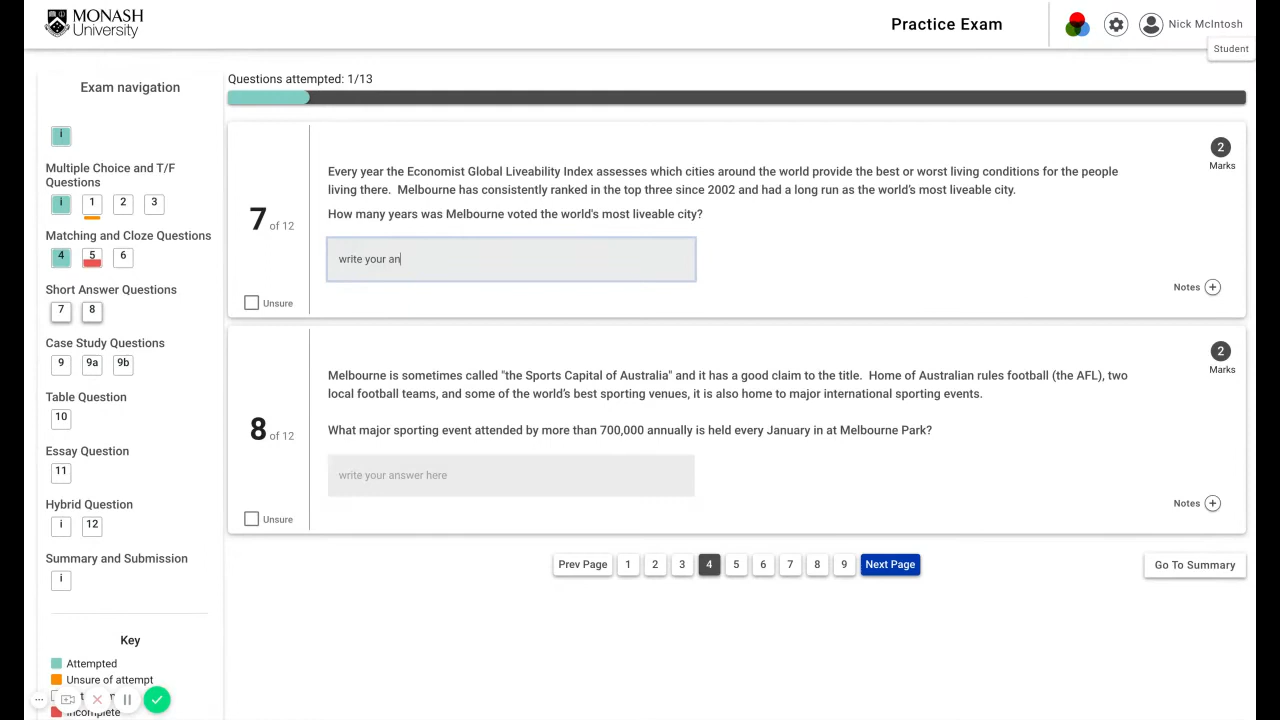 MONASH
University
Practice Exam
Nick McIntosh
Student
Exam navigation
i
Multiple Choice and T/F
Questions
i 1 2 3
Matching and Cloze Questions
4 5 6
Short Answer Questions
7 8
Case Study Questions
9 9a 9b
Table Question
10
Essay Question
11
Hybrid Question
i 12
Summary and Submission
i
Key
Attempted
Unsure of attempt
Incomplete
Questions attempted: 1/13
7 of 12
Unsure
Every year the Economist Global Liveability Index assesses which cities around the world provide the best or worst living conditions for the people
living there. Melbourne has consistently ranked in the top three since 2002 and had a long run as the world's most liveable city.
How many years was Melbourne voted the world's most liveable city?
write your an
2
Marks
Notes
8 of 12
Unsure
Melbourne is sometimes called "the Sports Capital of Australia" and it has a good claim to the title. Home of Australian rules football (the AFL), two
local football teams, and some of the world's best sporting venues, it is also home to major international sporting events.
What major sporting event attended by more than 700,000 annually is held every January in at Melbourne Park?
write your answer here
2
Marks
Notes
Prev Page 1 2 3 4 5 6 7 8 9 Next Page
Go To Summary